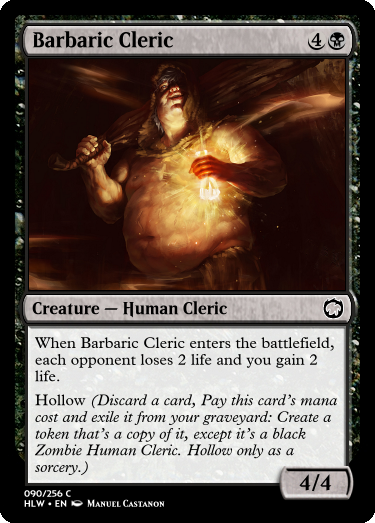 Barbaric Cleric 4
Creature — Human Cleric
When Barbaric Cleric enters the battlefield,
each opponent loses 2 life and you gain 2
life.
Hollow (Discard a card, Pay this card's mana
cost and exile it from your graveyard: Create a
token that's a copy of it, except it's a black
Zombie Human Cleric. Hollow only as a
sorcery.)
4/4
090/256 C
HLW • EN Manuel Castanon